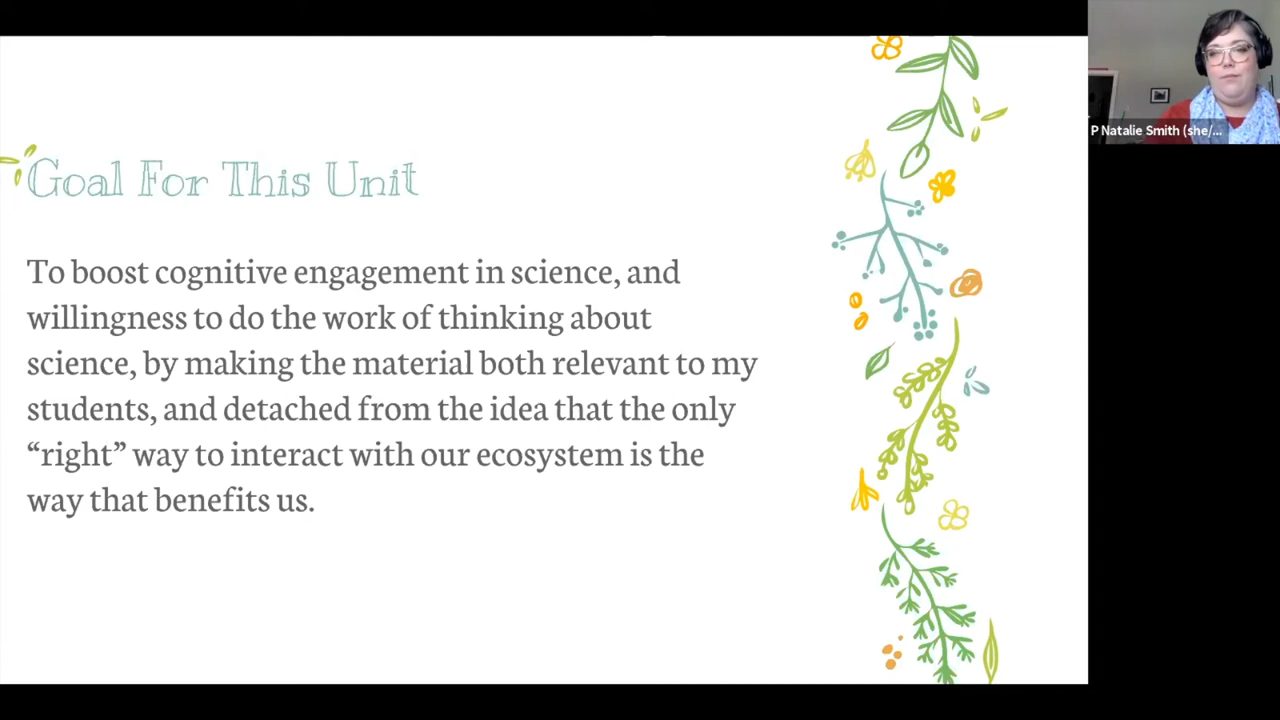 Goal For This Unit
To boost cognitive engagement in science, and
willingness to do the work of thinking about
science, by making the material both relevant to my
students, and detached from the idea that the only
“right” way to interact with our ecosystem is the
way that benefits us.
P Natalie Smith (she/...